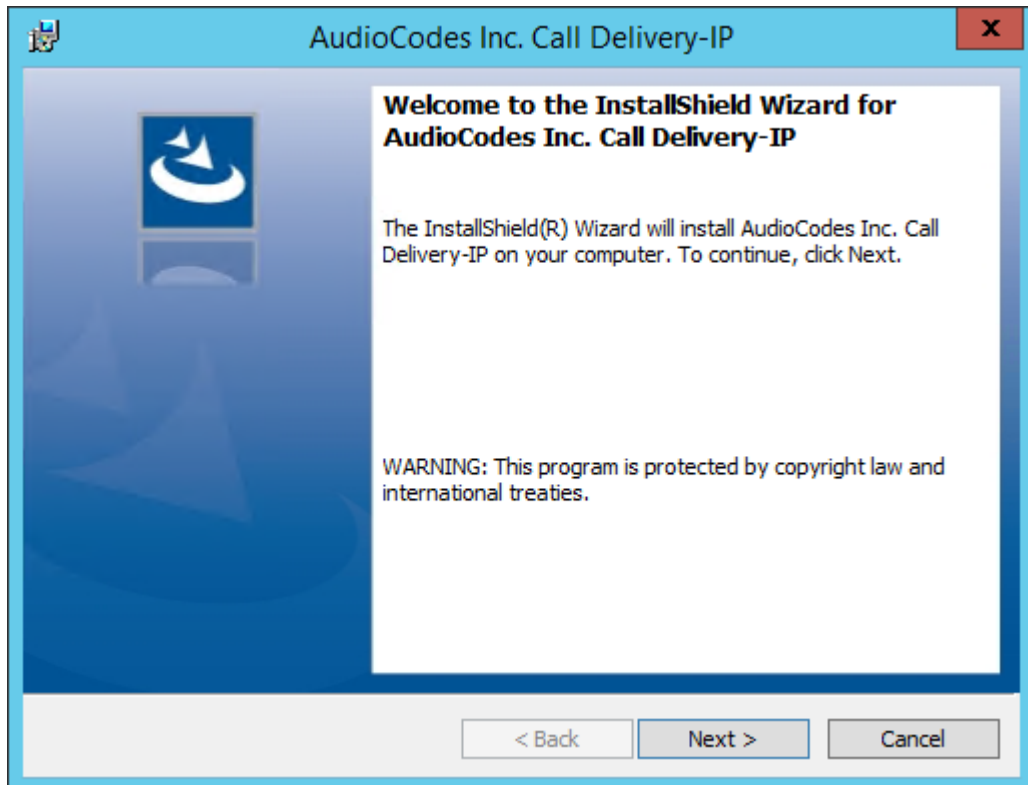 AudioCodes Inc. Call Delivery-IP
x
Welcome to the InstallShield Wizard for
AudioCodes Inc. Call Delivery-IP
The InstallShield(R) Wizard will install AudioCodes Inc. Call
Delivery-IP on your computer. To continue, click Next.
WARNING: This program is protected by copyright law and
international treaties.
< Back
Next >
Cancel